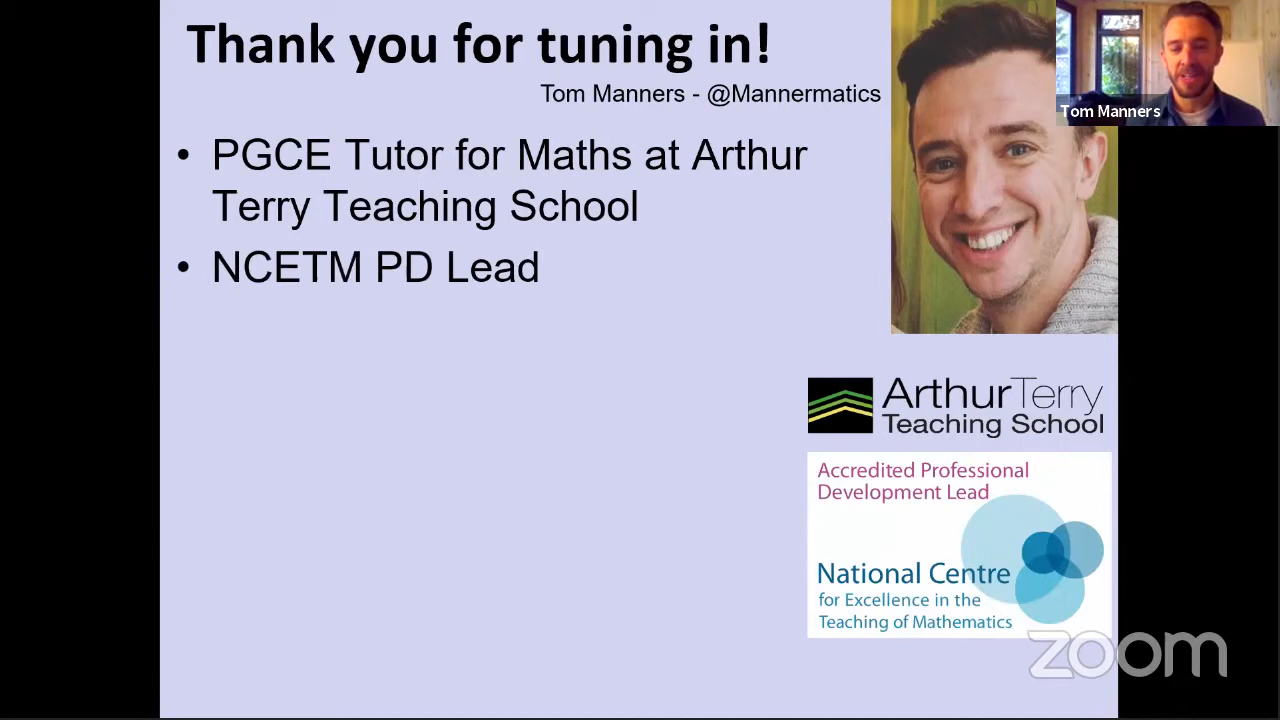 Thank you for tuning in!
Tom Manners - @Mannermatics
Tom Manners
• PGCE Tutor for Maths at Arthur
Terry Teaching School
• NCETM PD Lead
ArthurTerry
Teaching School
Accredited Professional
Development Lead
National Centre
for Excellence in the
Teaching of Mathematics
zoom